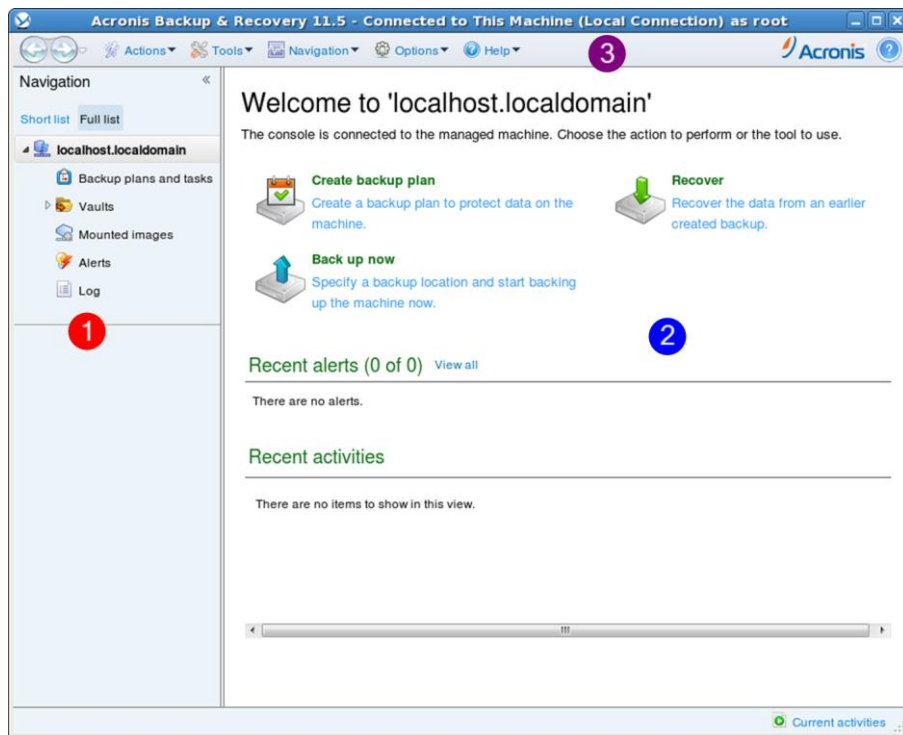 Acronis Backup & Recovery 11.5 - Connected to This Machine (Local Connection) as root
Actions Tools Navigation Options Help 3 Acronis ?
Navigation «
Short list Full list
localhost.localdomain
Backup plans and tasks
Vaults
Mounted images
Alerts
Log
1
Welcome to 'localhost.localdomain'
The console is connected to the managed machine. Choose the action to perform or the tool to use.
Create backup plan
Create a backup plan to protect data on the
machine.
Recover
Recover the data from an earlier
created backup.
Back up now
Specify a backup location and start backing
up the machine now.
2
Recent alerts (0 of 0) View all
There are no alerts.
Recent activities
There are no items to show in this view.
Current activities